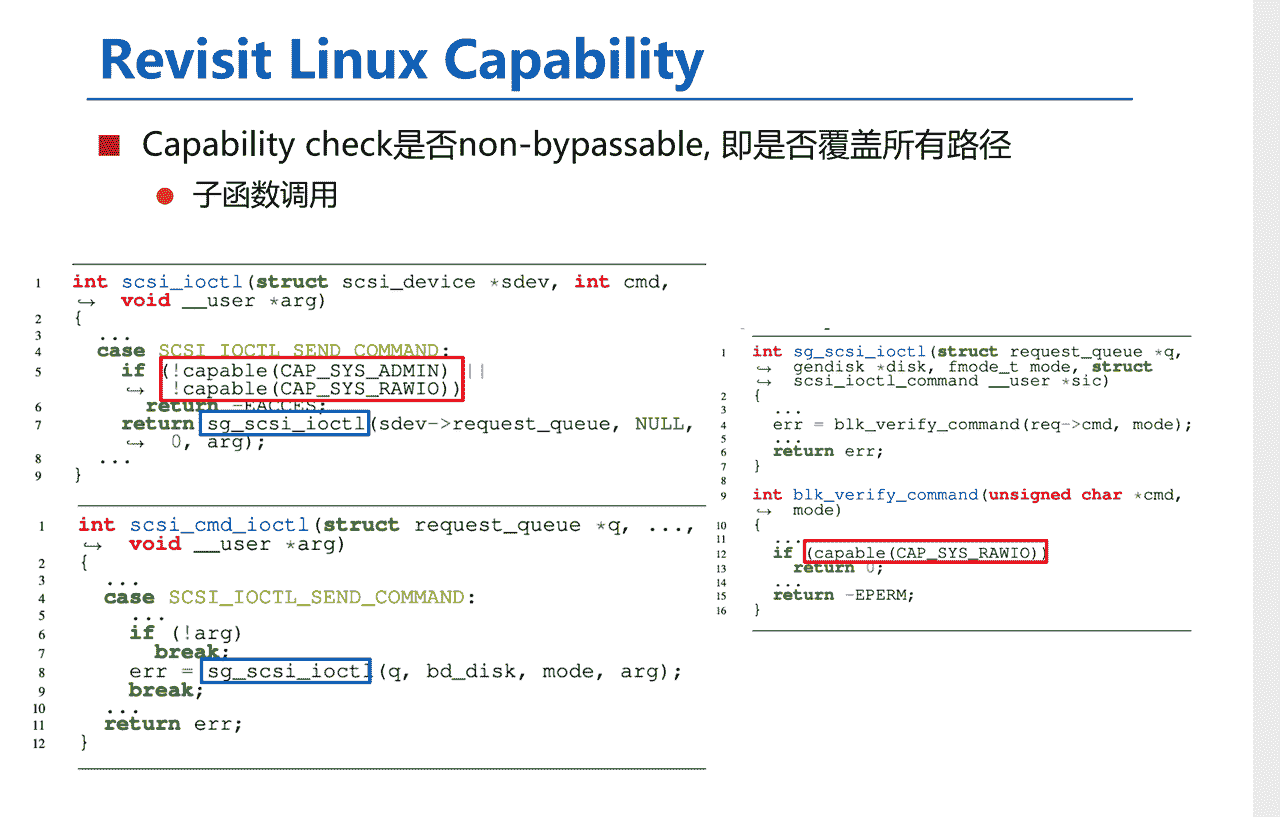 Revisit Linux Capability
Capability check是否non-bypassable, 即是否覆盖所有路径
子函数调用
1 int scsi_ioctl(struct scsi_device *sdev, int cmd,
↪ void __user *arg)
2 {
3 ...
4 case SCSI_IOCTL_SEND_COMMAND:
5 if (!capable(CAP_SYS_ADMIN) ||
↪ !capable(CAP_SYS_RAWIO))
6 return -EACCES;
7 return sg_scsi_ioctl(sdev->request_queue, NULL,
↪ 0, arg);
8 ...
9 }
1 int scsi_cmd_ioctl(struct request_queue *q, ...,
↪ void __user *arg)
2 {
3 ...
4 case SCSI_IOCTL_SEND_COMMAND:
5 ...
6 if (!arg)
7 break;
8 err = sg_scsi_ioctl(q, bd_disk, mode, arg);
9 break;
10 ...
11 return err;
12 }
1 int sg_scsi_ioctl(struct request_queue *q,
↪ gendisk *disk, fmode_t mode, struct
↪ scsi_ioctl_command __user *sic)
2 {
3 ...
4 err = blk_verify_command(req->cmd, mode);
5 ...
6 return err;
7 }
8
9 int blk_verify_command(unsigned char *cmd,
↪ mode)
10 {
11 ...
12 if (capable(CAP_SYS_RAWIO))
13 return 0;
14 ...
15 return -EPERM;
16 }